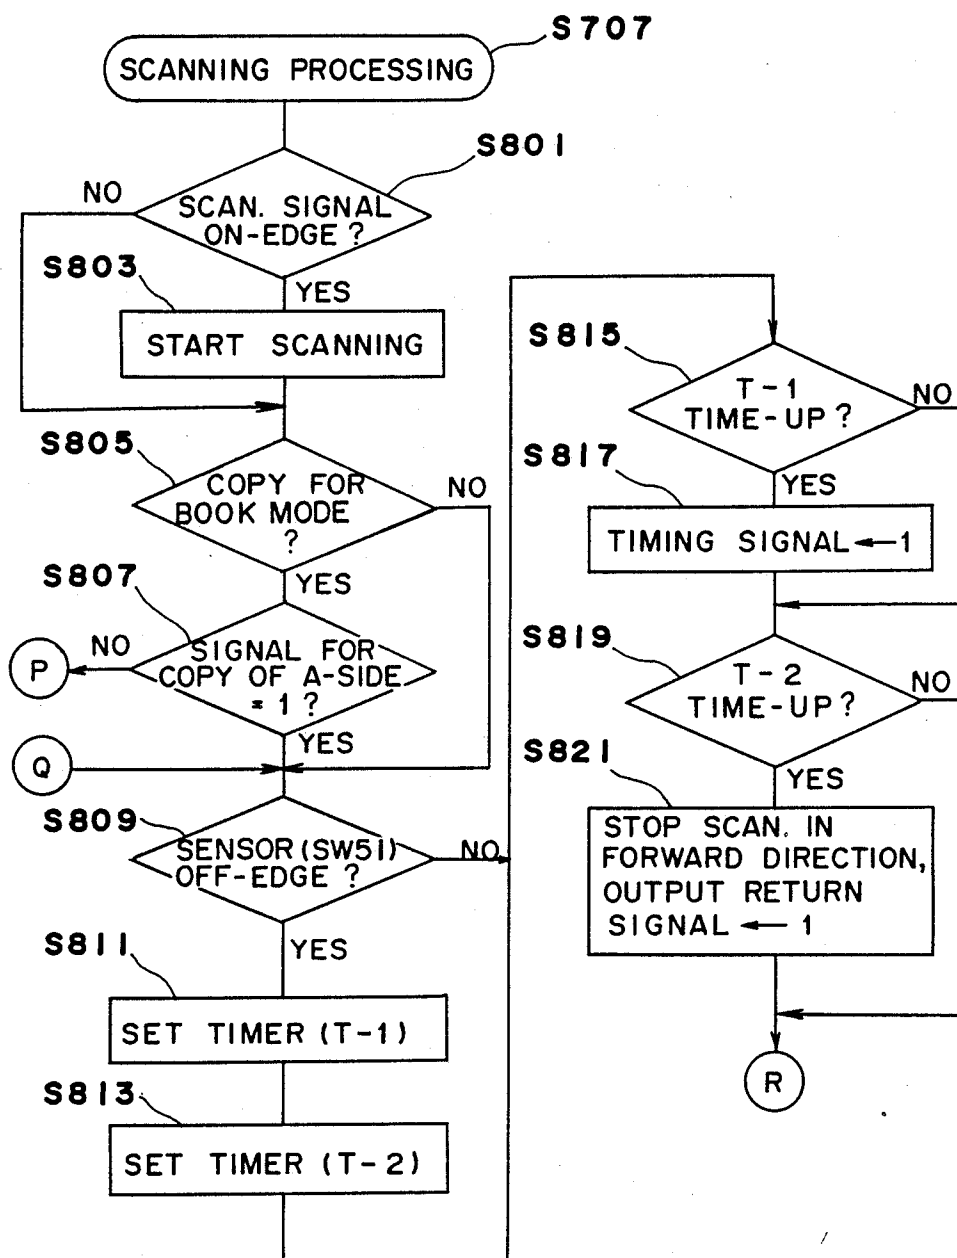 S707
SCANNING PROCESSING
S801
NO
SCAN. SIGNAL
ON-EDGE?
S803
YES
START SCANNING
S805
COPY FOR
BOOK MODE
?
NO
S807
YES
NO
P
SIGNAL FOR
COPY OF A-SIDE
= 1?
YES
Q
S809
SENSOR(SW51)
OFF-EDGE?
NO
YES
S811
SET TIMER (T-1)
S813
SET TIMER (T-2)
S815
T-1
TIME-UP?
NO
S817
YES
TIMING SIGNAL ← 1
S819
T-2
TIME-UP?
NO
S821
YES
STOP SCAN. IN
FORWARD DIRECTION,
OUTPUT RETURN
SIGNAL ← 1
R